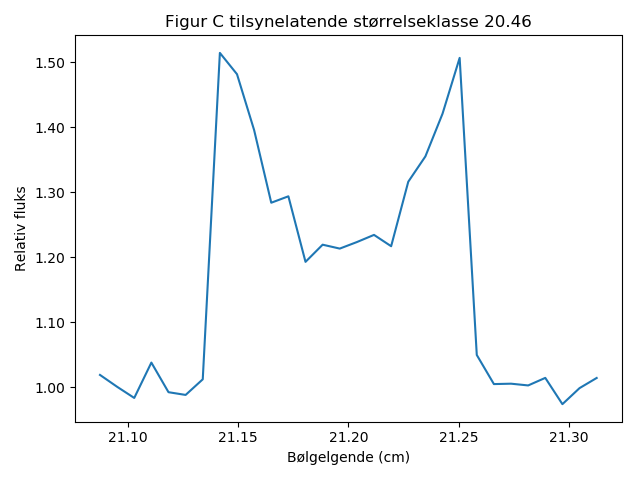 Figur C tilsynelatende størrelseklasse 20.46
1.50
1.40
1.30
1.20
1.10
1.00
Relativ fluks
21.10 21.15 21.20 21.25 21.30
Bølgelgende (cm)